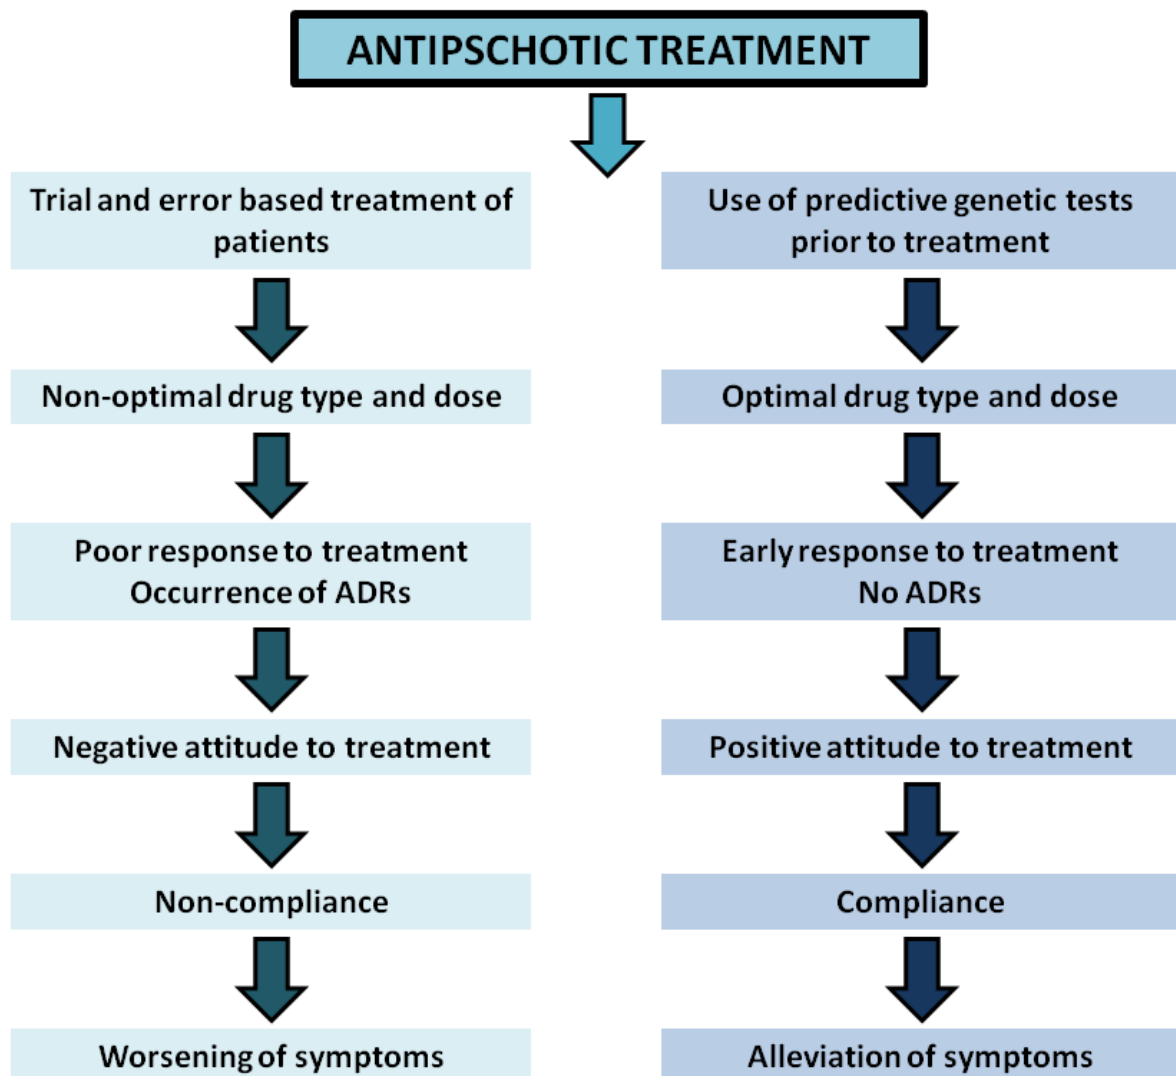 ANTIPSCHOTIC TREATMENT
Trial and error based treatment of
patients
Non-optimal drug type and dose
Poor response to treatment
Occurrence of ADRs
Negative attitude to treatment
Non-compliance
Worsening of symptoms
Use of predictive genetic tests
prior to treatment
Optimal drug type and dose
Early response to treatment
No ADRs
Positive attitude to treatment
Compliance
Alleviation of symptoms